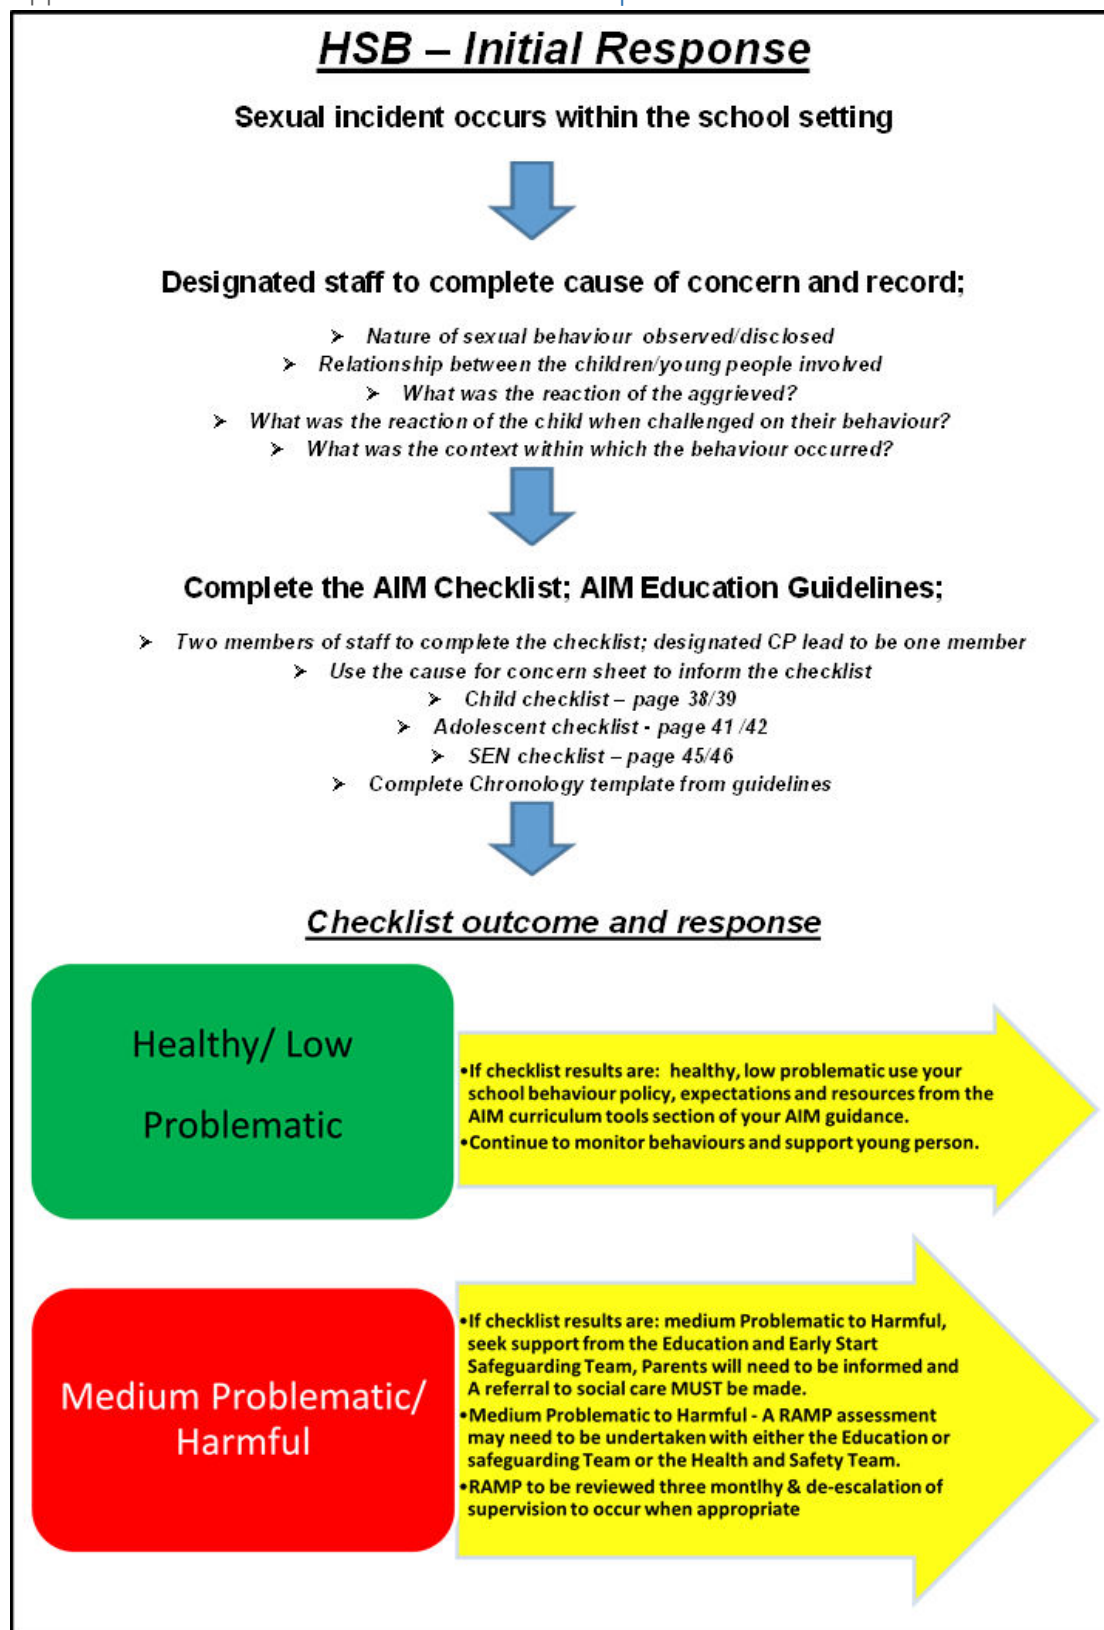 HSB – Initial Response
Sexual incident occurs within the school setting
Designated staff to complete cause of concern and record;
➢ Nature of sexual behaviour observed/disclosed
➢ Relationship between the children/young people involved
➢ What was the reaction of the aggrieved?
➢ What was the reaction of the child when challenged on their behaviour?
➢ What was the context within which the behaviour occurred?
Complete the AIM Checklist; AIM Education Guidelines;
➢ Two members of staff to complete the checklist; designated CP lead to be one member
➢ Use the cause for concern sheet to inform the checklist
➢ Child checklist – page 38/39
➢ Adolescent checklist - page 41 /42
➢ SEN checklist – page 45/46
➢ Complete Chronology template from guidelines
Checklist outcome and response
Healthy/ Low
Problematic
•If checklist results are: healthy, low problematic use your
school behaviour policy, expectations and resources from the
AIM curriculum tools section of your AIM guidance.
•Continue to monitor behaviours and support young person.
Medium Problematic/
Harmful
•If checklist results are: medium Problematic to Harmful,
seek support from the Education and Early Start
Safeguarding Team, Parents will need to be informed and
A referral to social care MUST be made.
•Medium Problematic to Harmful - A RAMP assessment
may need to be undertaken with either the Education or
safeguarding Team or the Health and Safety Team.
•RAMP to be reviewed three montlhy & de-escalation of
supervision to occur when appropriate